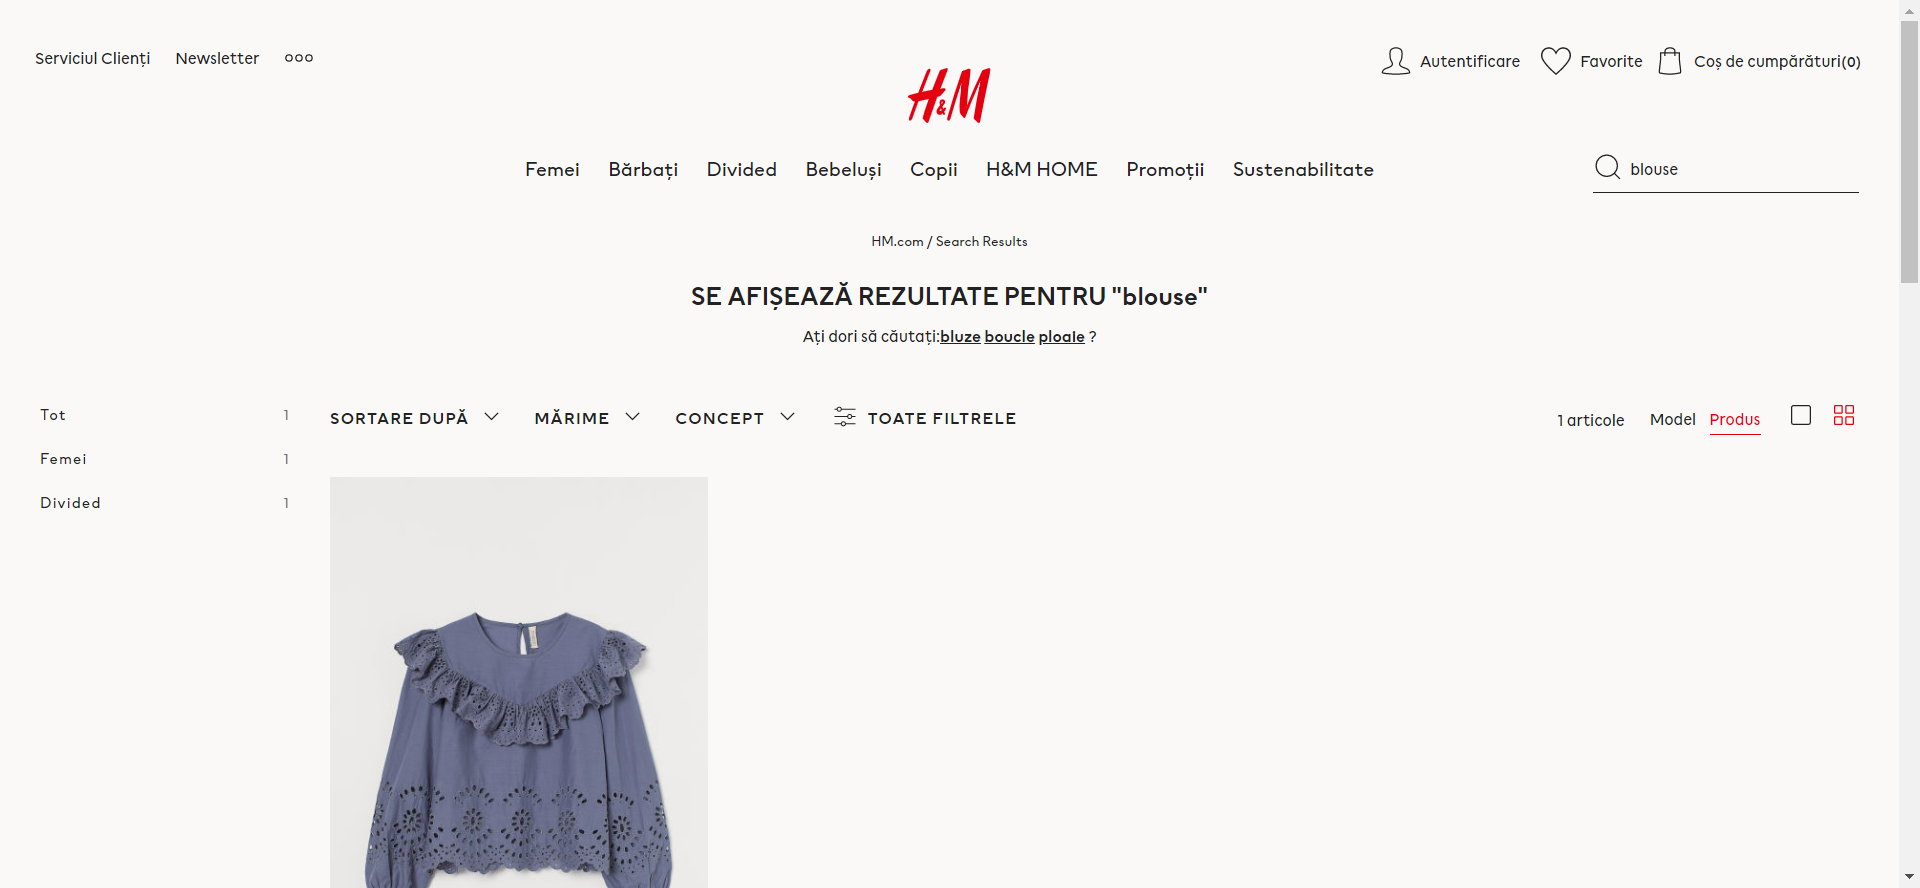 Serviciul Clienți Newsletter
Autentificare Favorite Coș de cumpărături(0)
H&M
Femei Bărbați Divided Bebeluși Copii H&M HOME Promoții Sustenabilitate
blouse
HM.com / Search Results
SE AFIȘEAZĂ REZULTATE PENTRU "blouse"
Ați dori să căutați:bluze boucle ploaIe ?
Tot 1
Femei 1
Divided 1
SORTARE DUPĂ MĂRIME CONCEPT TOATE FILTRELE
1 articole Model Produs